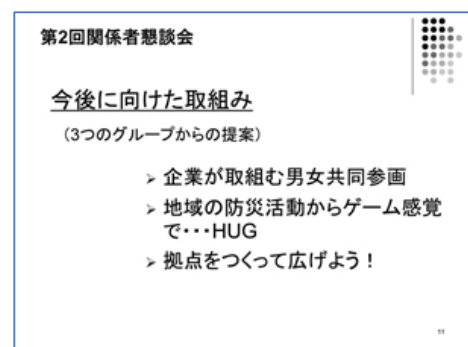 第2回関係者懇談会
今後に向けた取組み
（3つのグループからの提案）
➢ 企業が取組む男女共同参画
➢ 地域の防災活動からゲーム感覚
で・・・HUG
➢ 拠点をつくって広げよう！
11